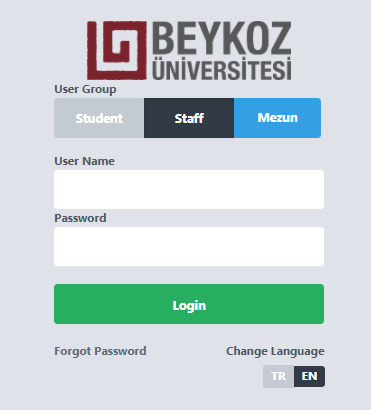 BEYKOZ
ÜNİVERSİTESİ
User Group
Student Staff Mezun
User Name
Password
Login
Forgot Password Change Language
TR EN